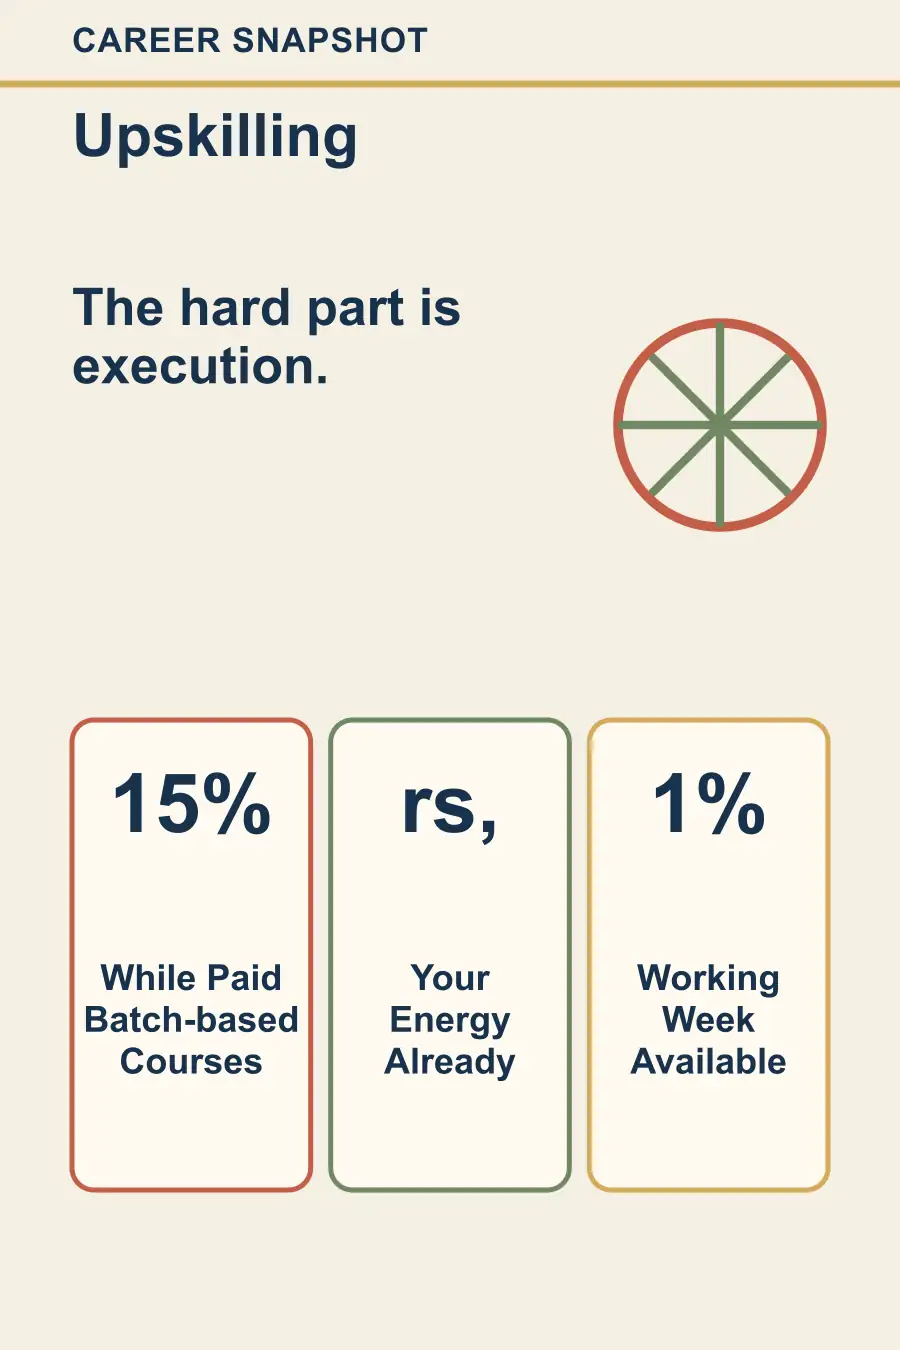 CAREER SNAPSHOT
Upskilling
The hard part is
execution.
15%
While Paid
Batch-based
Courses
rs,
Your
Energy
Already
1%
Working
Week
Available